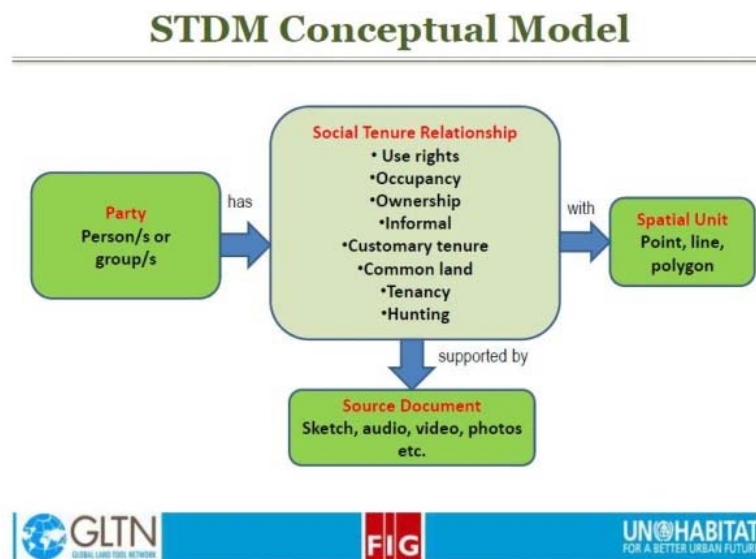 STDM Conceptual Model
Social Tenure Relationship
• Use rights
•Occupancy
•Ownership
•Informal
•Customary tenure
•Common land
•Tenancy
•Hunting
Party
Person/s or
group/s
has
with
Spatial Unit
Point, line,
polygon
supported by
Source Document
Sketch, audio, video, photos
etc.
GLTN
GLOBAL LAND TOOL NETWORK
FIG
UN HABITAT
FOR A BETTER URBAN FUTURE